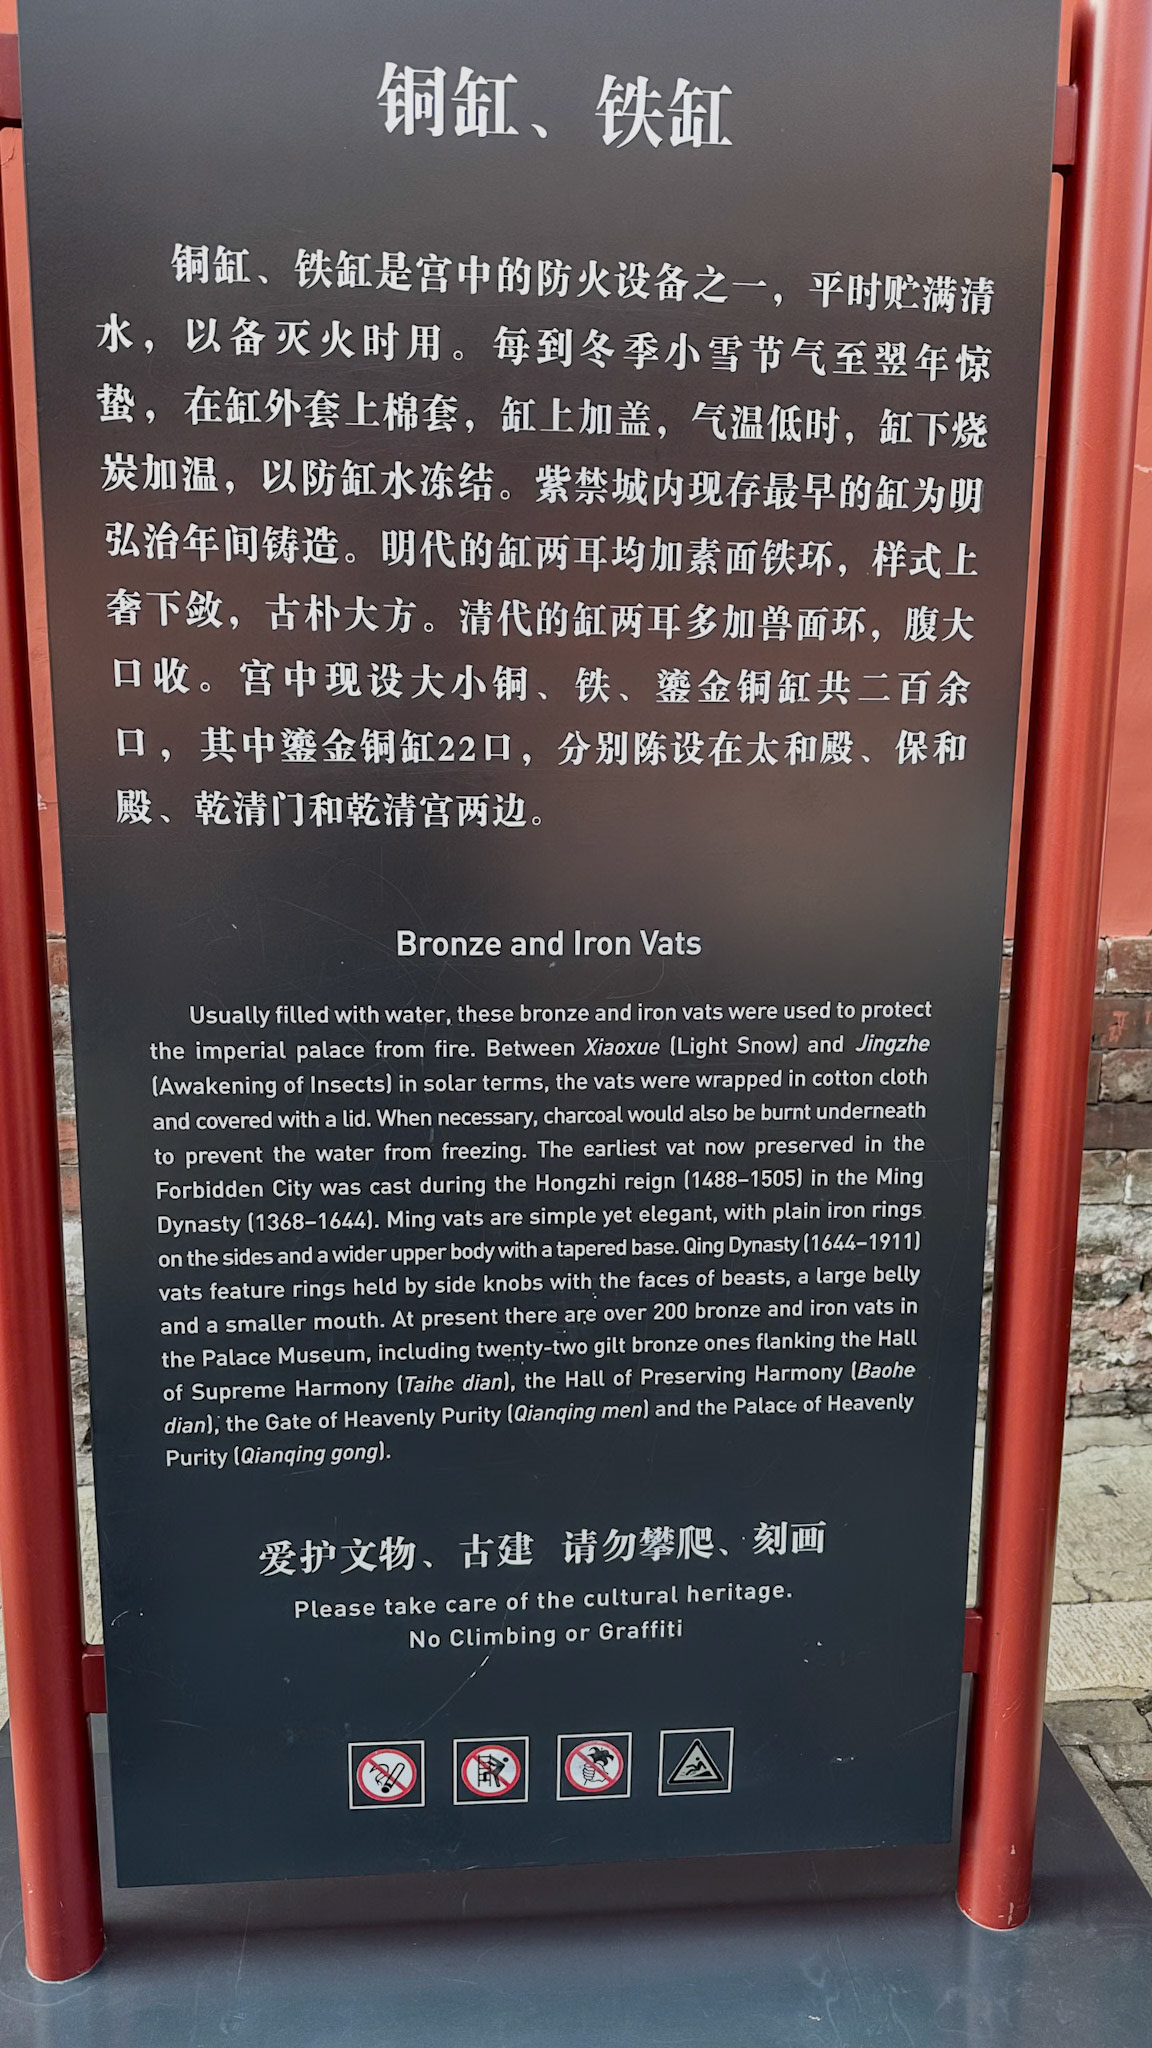 铜缸、铁缸
铜缸、铁缸是宫中的防火设备之一，平时贮满清
水，以备灭火时用。每到冬季小雪节气至翌年惊
蛰，在缸外套上棉套，缸上加盖，气温低时，缸下烧
炭加温，以防缸水冻结。紫禁城内现存最早的缸为明
弘治年间铸造。明代的缸两耳均加素面铁环，样式上
奢下敛，古朴大方。清代的缸两耳多加兽面环，腹大
口收。宫中现设大小铜、铁、鎏金铜缸共二百余
口，其中鎏金铜缸22口，分别陈设在太和殿、保和
殿、乾清门和乾清宫两边。
Bronze and Iron Vats
Usually filled with water, these bronze and iron vats were used to protect
the imperial palace from fire. Between Xiaoxue (Light Snow) and Jingzhe
(Awakening of Insects) in solar terms, the vats were wrapped in cotton cloth
and covered with a lid. When necessary, charcoal would also be burnt underneath
to prevent the water from freezing. The earliest vat now preserved in the
Forbidden City was cast during the Hongzhi reign (1488–1505) in the Ming
Dynasty (1368–1644). Ming vats are simple yet elegant, with plain iron rings
on the sides and a wider upper body with a tapered base. Qing Dynasty (1644–1911)
vats feature rings held by side knobs with the faces of beasts, a large belly
and a smaller mouth. At present there are over 200 bronze and iron vats in
the Palace Museum, including twenty-two gilt bronze ones flanking the Hall
of Supreme Harmony (Taihe dian), the Hall of Preserving Harmony (Baohe
dian), the Gate of Heavenly Purity (Qianqing men) and the Palace of Heavenly
Purity (Qianqing gong).
爱护文物、古建 请勿攀爬、刻画
Please take care of the cultural heritage.
No Climbing or Graffiti